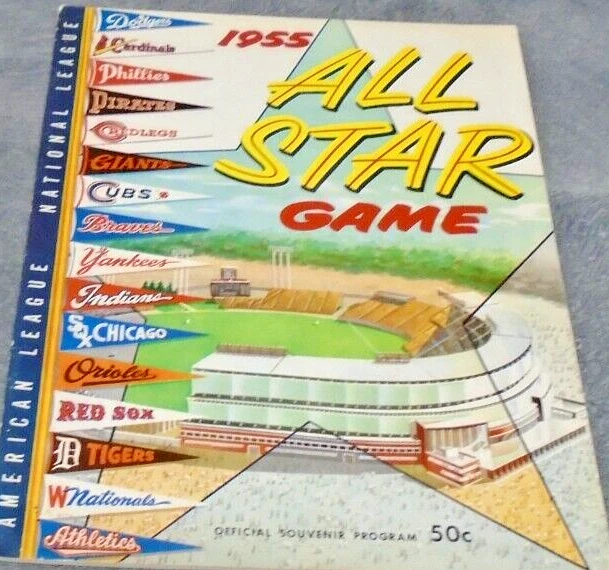 NATIONAL LEAGUE
AMERICAN LEAGUE
Dodgers
Cardinals
Phillies
PIRATES
REDLEGS
GIANTS
CUBS
Braves
Yankees
Indians
SOX CHICAGO
Orioles
RED SOX
D TIGERS
W Nationals
Athletics
1955
ALL
STAR
GAME
OFFICIAL SOUVENIR PROGRAM 50c